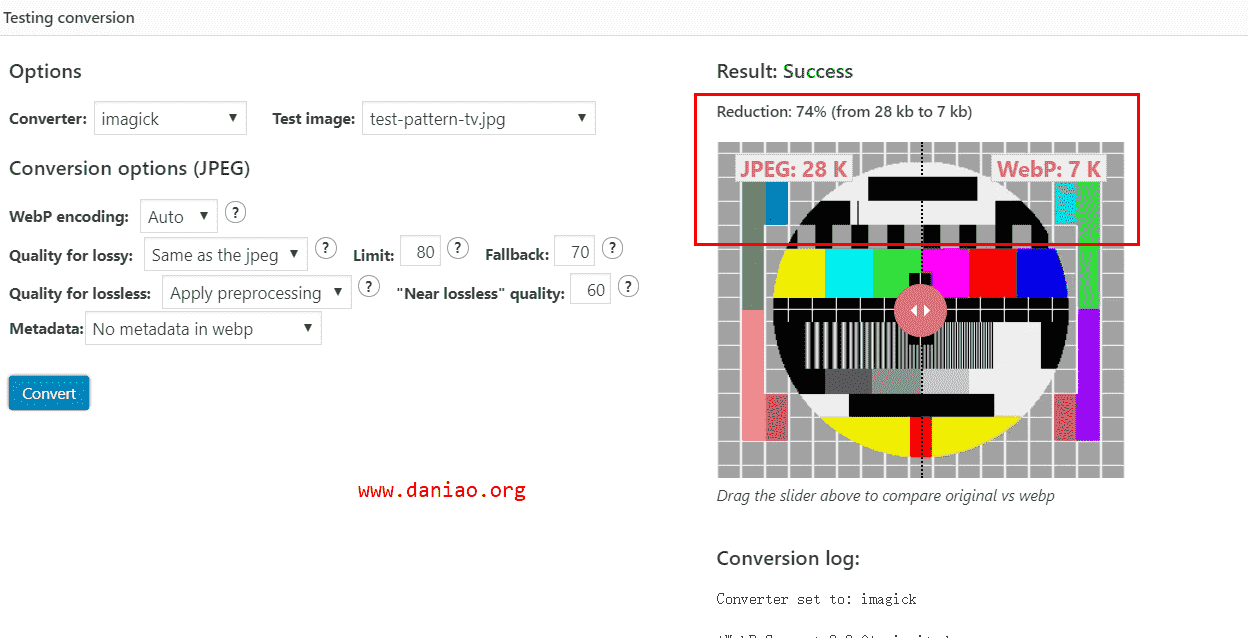 Testing conversion
Options
Converter: imagick Test image: test-pattern-tv.jpg
Conversion options (JPEG)
WebP encoding: Auto ?
Quality for lossy: Same as the jpeg ? Limit: 80 ? Fallback: 70 ?
Quality for lossless: Apply preprocessing ? "Near lossless" quality: 60 ?
Metadata: No metadata in webp
Convert
www.daniao.org
Result: Success
Reduction: 74% (from 28 kb to 7 kb)
JPEG: 28 K WebP: 7 K
Drag the slider above to compare original vs webp
Conversion log:
Converter set to: imagick